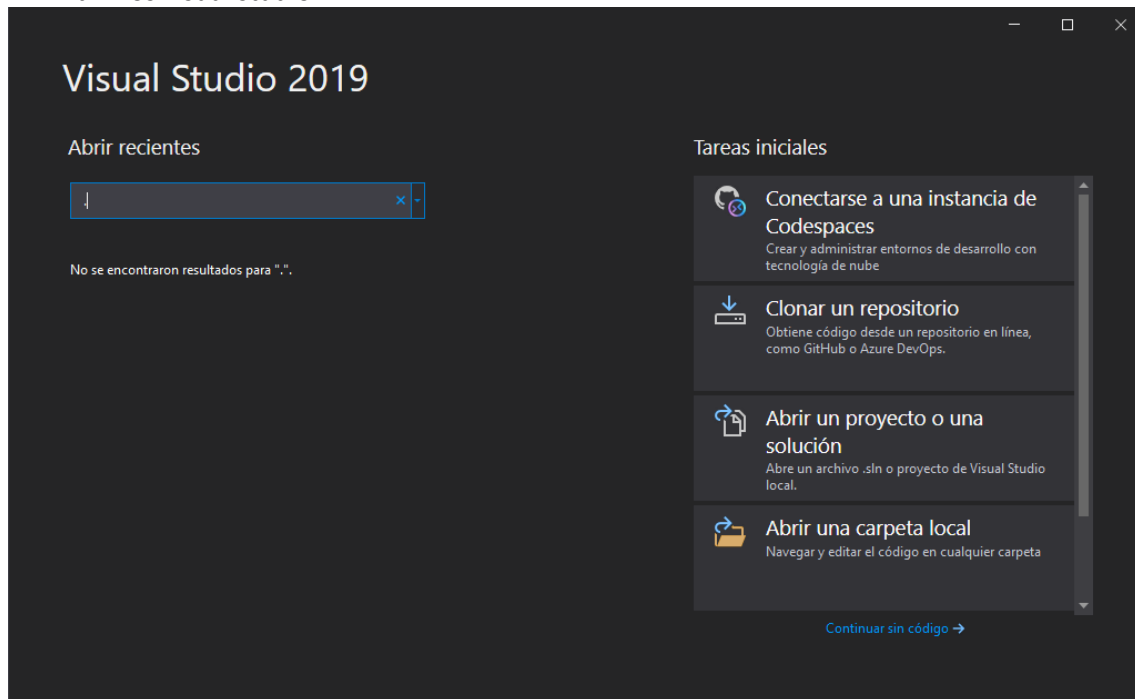 Visual Studio 2019
Abrir recientes
.
No se encontraron resultados para ".".
Tareas iniciales
Conectarse a una instancia de
Codespaces
Crear y administrar entornos de desarrollo con
tecnología de nube
Clonar un repositorio
Obtiene código desde un repositorio en línea,
como GitHub o Azure DevOps.
Abrir un proyecto o una
solución
Abre un archivo .sln o proyecto de Visual Studio
local.
Abrir una carpeta local
Navegar y editar el código en cualquier carpeta
Continuar sin código →